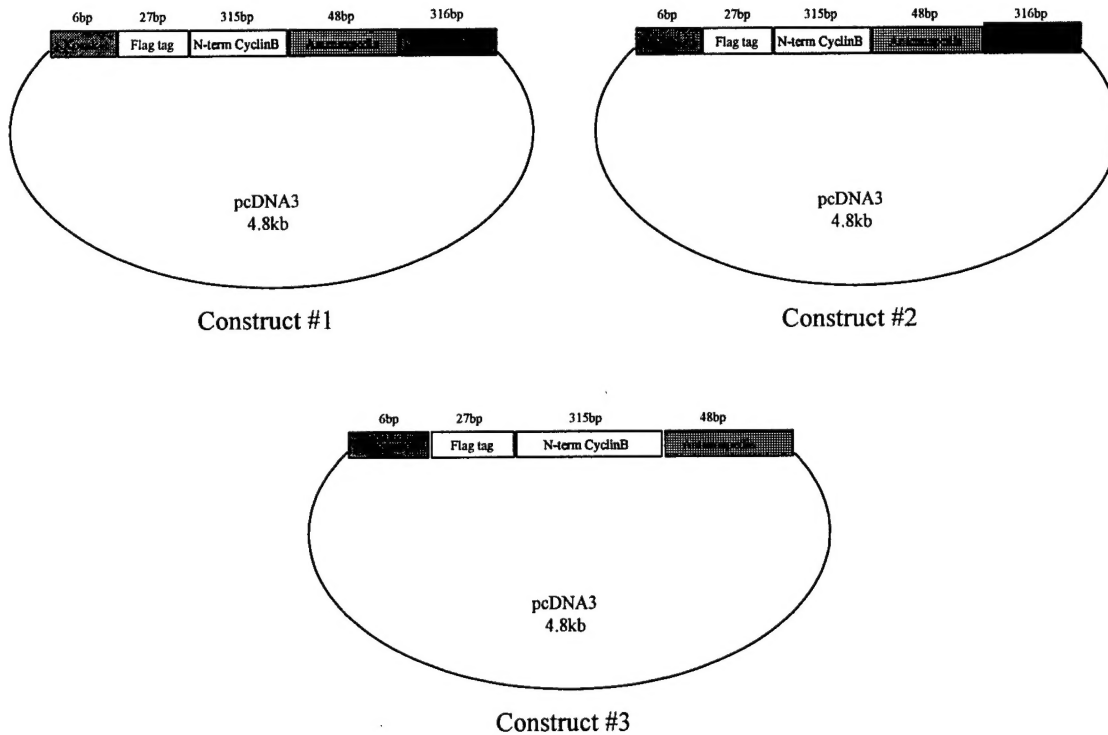 6bp 27bp 315bp 48bp 316bp
Flag tag N-term CyclinB
pcDNA3
4.8kb
Construct #1
6bp 27bp 315bp 48bp 316bp
Flag tag N-term CyclinB
pcDNA3
4.8kb
Construct #2
6bp 27bp 315bp 48bp
Flag tag N-term CyclinB
pcDNA3
4.8kb
Construct #3